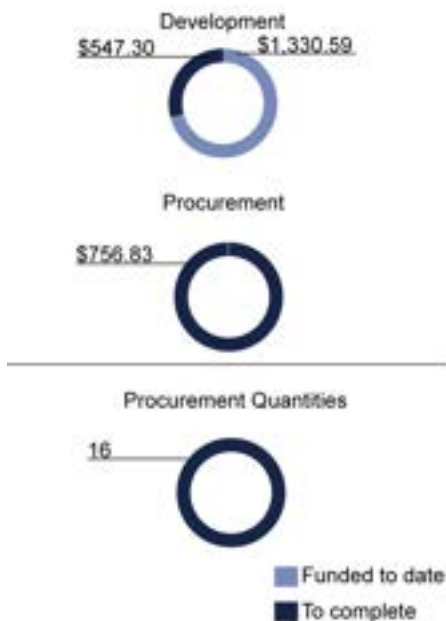 Development
$547.30 $1,330.59
Procurement
$756.83
Procurement Quantities
16
Funded to date
To complete